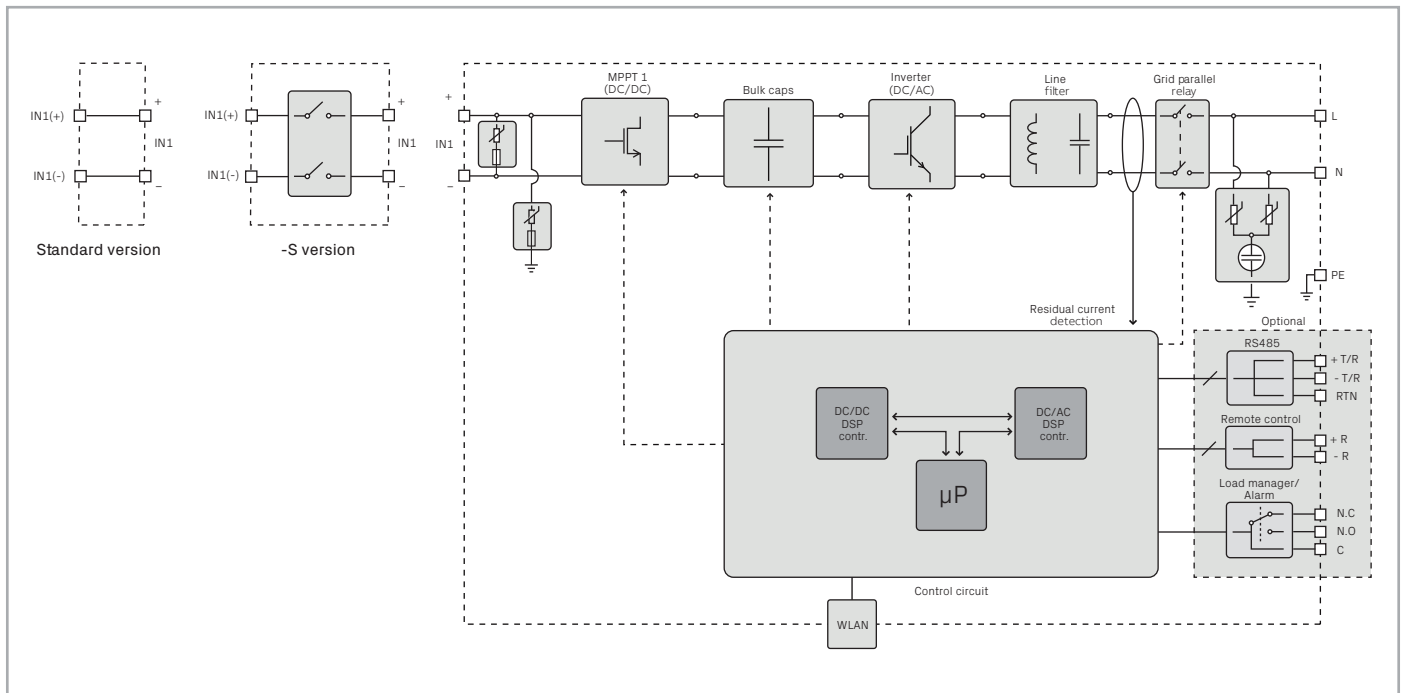 IN1(+)
IN1(-)
+
IN1
−
Standard version
IN1(+)
IN1(-)
+
IN1
−
-S version
+
IN1
−
MPPT 1
(DC/DC)
Bulk caps
Inverter
(DC/AC)
Line
filter
Grid parallel
relay
L
N
PE
Residual current
detection
Optional
RS485
+ T/R
- T/R
RTN
Remote control
+ R
- R
Load manager/
Alarm
N.C
N.O
C
DC/DC
DSP
contr.
DC/AC
DSP
contr.
µP
Control circuit
WLAN